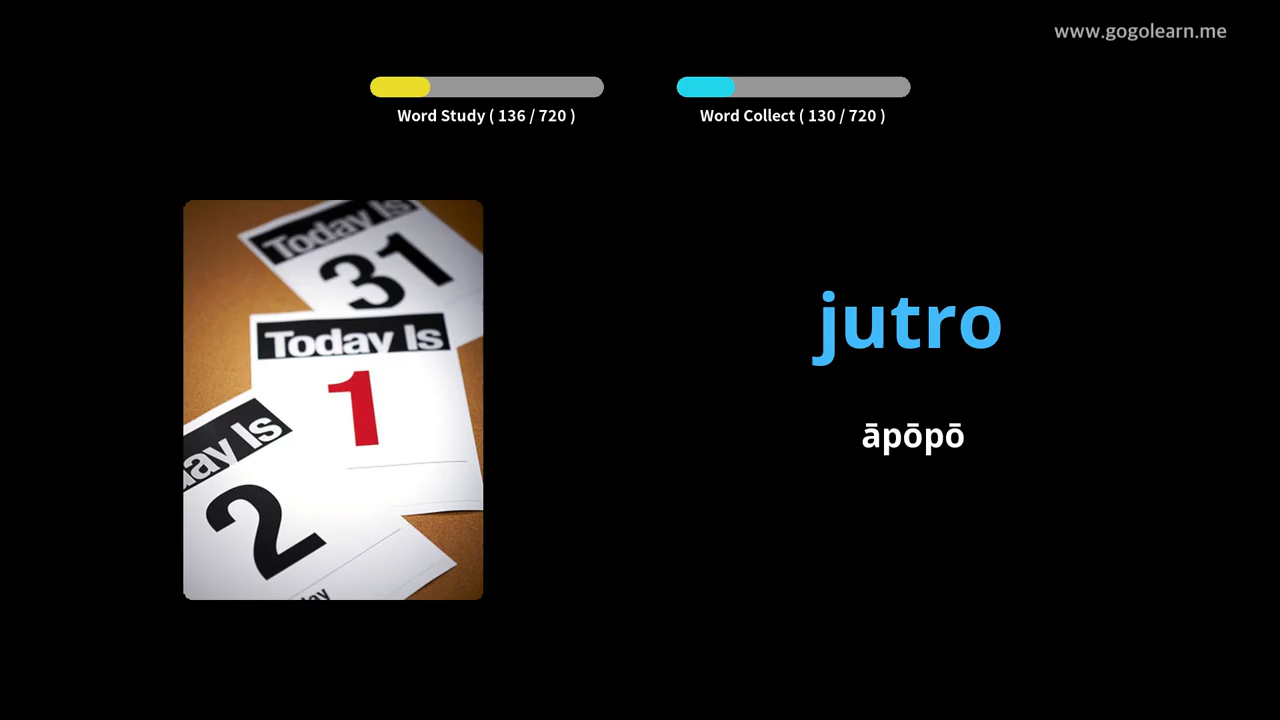 www.gogolearn.me
Word Study ( 136 / 720 )
Word Collect ( 130 / 720 )
Today Is
31
Today Is
1
ay Is
2
jutro
āpōpō